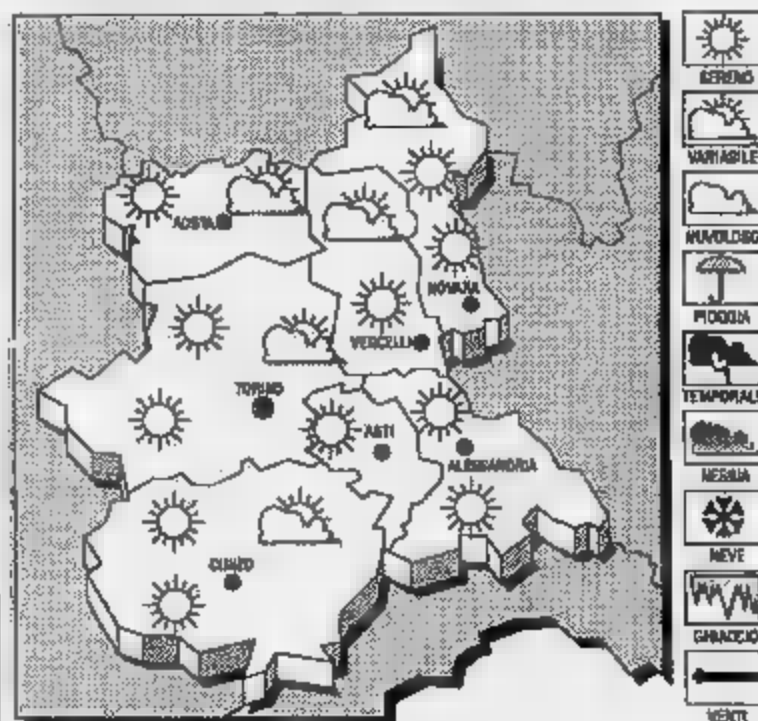 SERENO
VARIABILE
NUVOLOSO
PIOGGIA
TEMPORALE
NEBBIA
NEVE
GHIACCIO
VENTI
AOSTA
NOVARA
VERCELLI
TORINO
ASTI
ALESSANDRIA
CUNEO